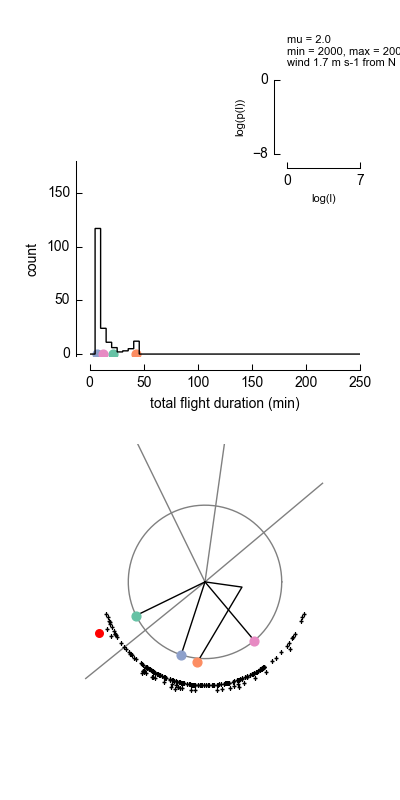 mu = 2.0
min = 2000, max = 200
wind 1.7 m s-1 from N
0
log(p(l))
−8
0 7
log(l)
150
100
50
0
count
0 50 100 150 200 250
total flight duration (min)